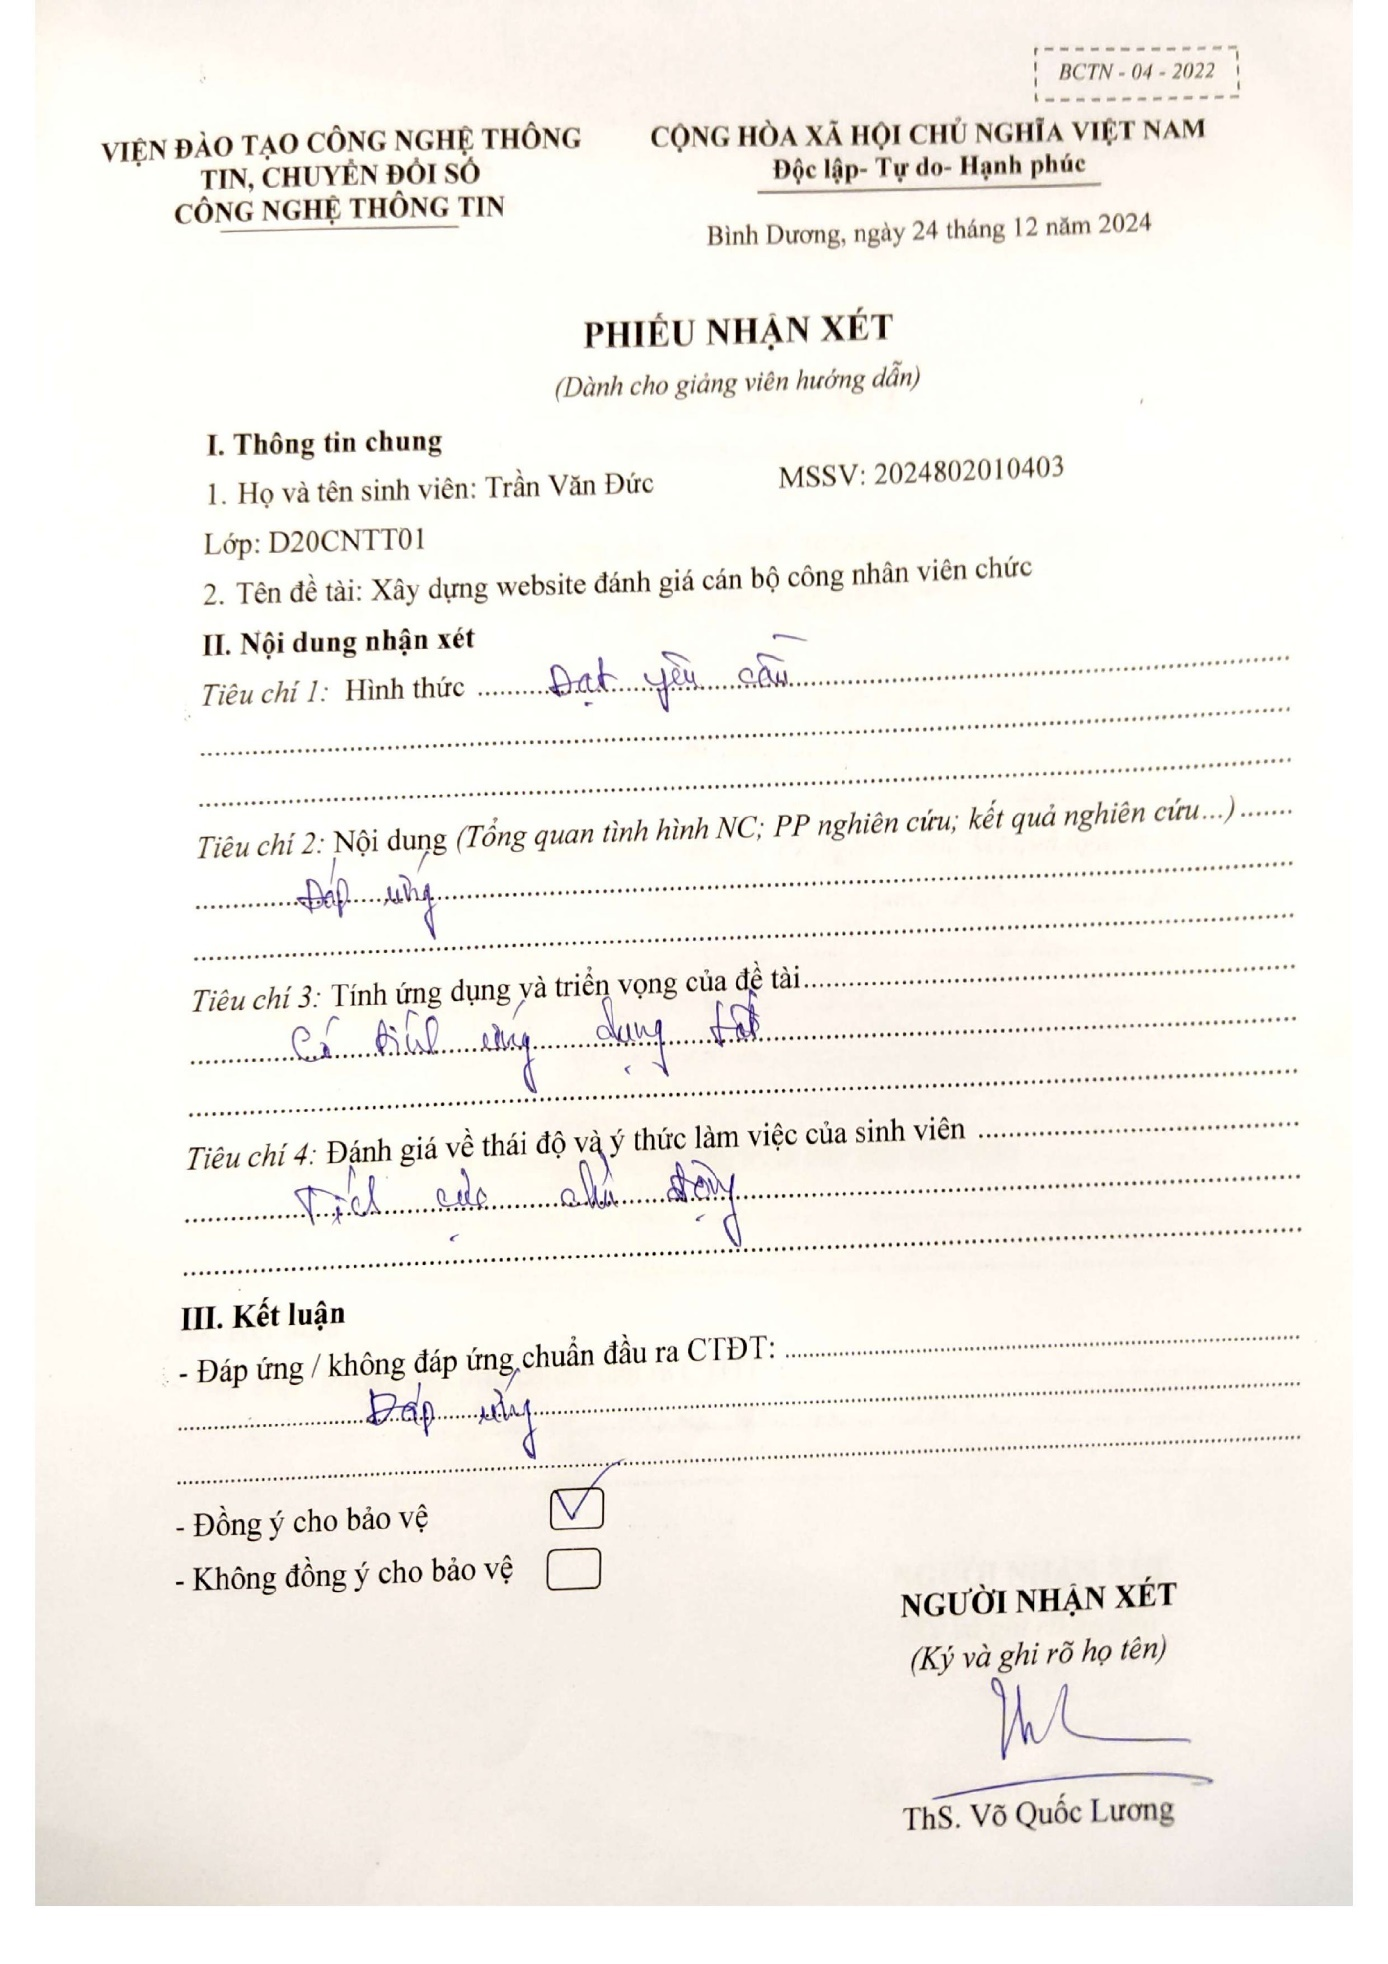 BCTN - 04 - 2022
VIỆN ĐÀO TẠO CÔNG NGHỆ THÔNG
TIN, CHUYỂN ĐỔI SỐ
CÔNG NGHỆ THÔNG TIN
CỘNG HÒA XÃ HỘI CHỦ NGHĨA VIỆT NAM
Độc lập- Tự do- Hạnh phúc
Bình Dương, ngày 24 tháng 12 năm 2024
PHIẾU NHẬN XÉT
(Dành cho giảng viên hướng dẫn)
I. Thông tin chung
1. Họ và tên sinh viên: Trần Văn Đức MSSV: 2024802010403
Lớp: D20CNTT01
2. Tên đề tài: Xây dựng website đánh giá cán bộ công nhân viên chức
II. Nội dung nhận xét
Tiêu chí 1: Hình thức Đạt yêu cầu
Tiêu chí 2: Nội dung (Tổng quan tình hình NC; PP nghiên cứu; kết quả nghiên cứu...)
Đáp ứng
Tiêu chí 3: Tính ứng dụng và triển vọng của đề tài
Có tính ứng dụng tốt
Tiêu chí 4: Đánh giá về thái độ và ý thức làm việc của sinh viên
Tích cực chủ động
III. Kết luận
- Đáp ứng / không đáp ứng chuẩn đầu ra CTĐT:
Đáp ứng
- Đồng ý cho bảo vệ
- Không đồng ý cho bảo vệ
NGƯỜI NHẬN XÉT
(Ký và ghi rõ họ tên)
ThS. Võ Quốc Lương